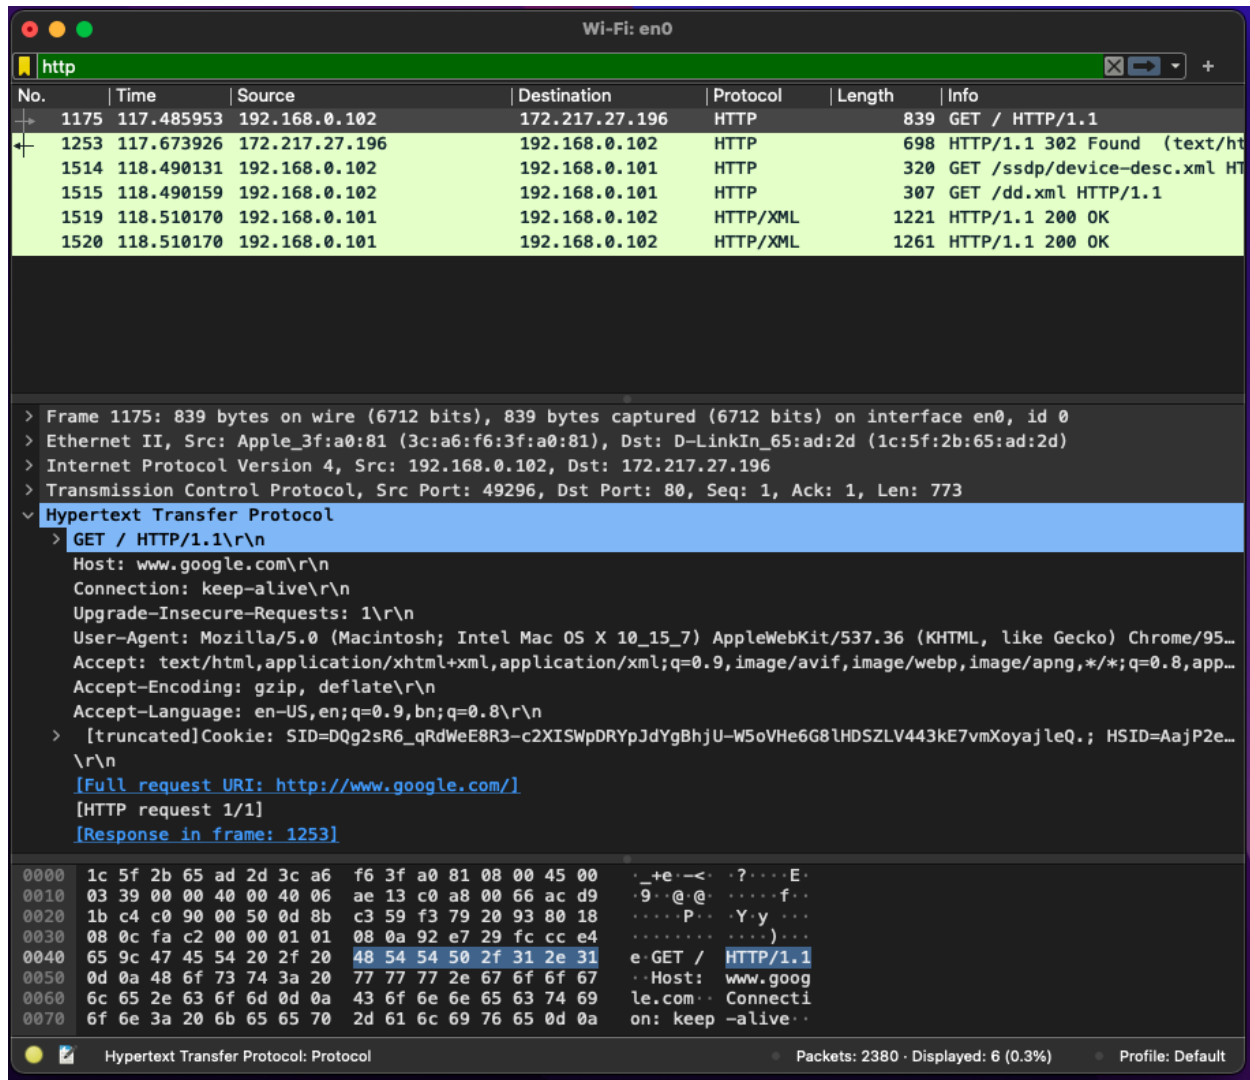 Wi-Fi: en0
http
+
No. Time Source Destination Protocol Length Info
1175 117.485953 192.168.0.102 172.217.27.196 HTTP 839 GET / HTTP/1.1
1253 117.673926 172.217.27.196 192.168.0.102 HTTP 698 HTTP/1.1 302 Found (text/ht
1514 118.490131 192.168.0.102 192.168.0.101 HTTP 320 GET /ssdp/device-desc.xml HT
1515 118.490159 192.168.0.102 192.168.0.101 HTTP 307 GET /dd.xml HTTP/1.1
1519 118.510170 192.168.0.101 192.168.0.102 HTTP/XML 1221 HTTP/1.1 200 OK
1520 118.510170 192.168.0.101 192.168.0.102 HTTP/XML 1261 HTTP/1.1 200 OK
Frame 1175: 839 bytes on wire (6712 bits), 839 bytes captured (6712 bits) on interface en0, id 0
Ethernet II, Src: Apple_3f:a0:81 (3c:a6:f6:3f:a0:81), Dst: D-LinkIn_65:ad:2d (1c:5f:2b:65:ad:2d)
Internet Protocol Version 4, Src: 192.168.0.102, Dst: 172.217.27.196
Transmission Control Protocol, Src Port: 49296, Dst Port: 80, Seq: 1, Ack: 1, Len: 773
Hypertext Transfer Protocol
GET / HTTP/1.1\r\n
Host: www.google.com\r\n
Connection: keep-alive\r\n
Upgrade-Insecure-Requests: 1\r\n
User-Agent: Mozilla/5.0 (Macintosh; Intel Mac OS X 10_15_7) AppleWebKit/537.36 (KHTML, like Gecko) Chrome/95…
Accept: text/html,application/xhtml+xml,application/xml;q=0.9,image/avif,image/webp,image/apng,*/*;q=0.8,app…
Accept-Encoding: gzip, deflate\r\n
Accept-Language: en-US,en;q=0.9,bn;q=0.8\r\n
[truncated]Cookie: SID=DQg2sR6_qRdWeE8R3-c2XISWpDRYpJdYgBhjU-W5oVHe6G8lHDSZLV443kE7vmXoyajleQ.; HSID=AajP2e…
\r\n
[Full request URI: http://www.google.com/]
[HTTP request 1/1]
[Response in frame: 1253]
0000 1c 5f 2b 65 ad 2d 3c a6 f6 3f a0 81 08 00 45 00 ·_+e·-<· ·?····E·
0010 03 39 00 00 40 00 40 06 ae 13 c0 a8 00 66 ac d9 ·9··@·@· ·····f··
0020 1b c4 c0 90 00 50 0d 8b c3 59 f3 79 20 93 80 18 ·····P·· ·Y·y ···
0030 08 0c fa c2 00 00 01 01 08 0a 92 e7 29 fc cc e4 ········ ····)···
0040 65 9c 47 45 54 20 2f 20 48 54 54 50 2f 31 2e 31 e·GET / HTTP/1.1
0050 0d 0a 48 6f 73 74 3a 20 77 77 77 2e 67 6f 6f 67 ··Host: www.goog
0060 6c 65 2e 63 6f 6d 0d 0a 43 6f 6e 6e 65 63 74 69 le.com·· Connecti
0070 6f 6e 3a 20 6b 65 65 70 2d 61 6c 69 76 65 0d 0a on: keep -alive··
Hypertext Transfer Protocol: Protocol Packets: 2380 · Displayed: 6 (0.3%) Profile: Default